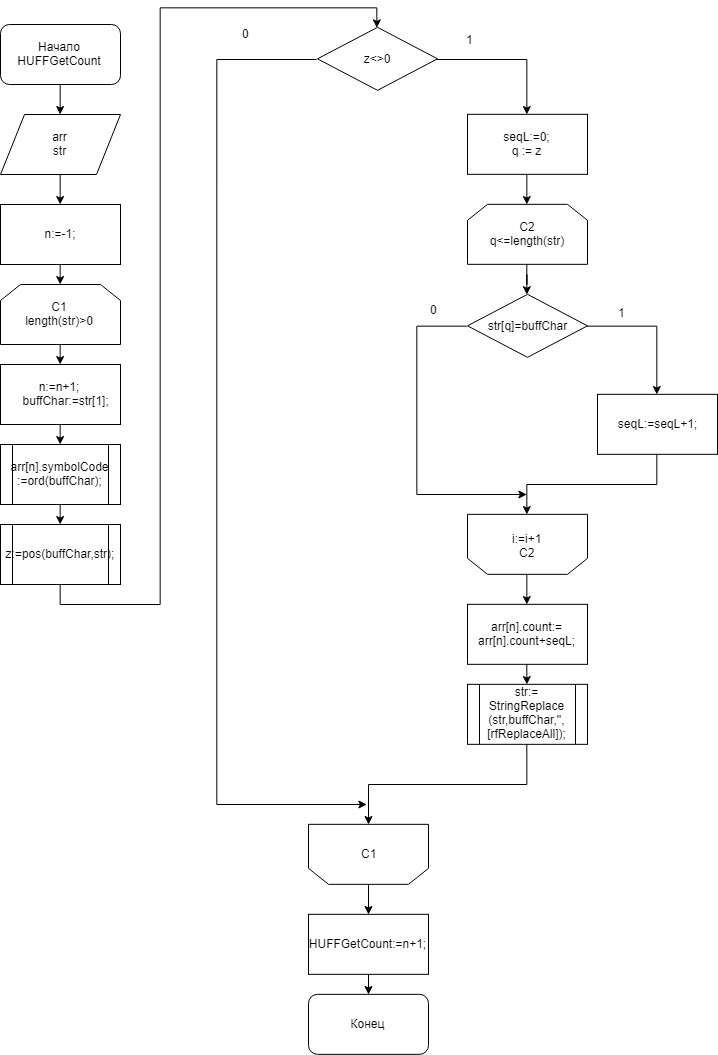 Начало
HUFFGetCount
arr
str
n:=-1;
C1
length(str)>0
n:=n+1;
buffChar:=str[1];
arr[n].symbolCode
:=ord(buffChar);
z:=pos(buffChar,str);
0
z<>0
1
seqL:=0;
q := z
C2
q<=length(str)
0
str[q]=buffChar
1
seqL:=seqL+1;
i:=i+1
C2
arr[n].count:=
arr[n].count+seqL;
str:=
StringReplace
(str,buffChar,'',
[rfReplaceAll]);
C1
HUFFGetCount:=n+1;
Конец